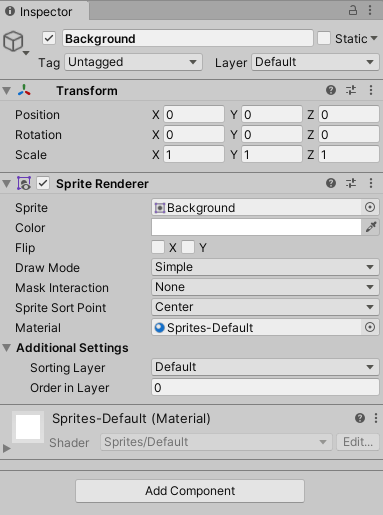 Inspector
Background
Static
Tag Untagged Layer Default
Transform
Position X 0 Y 0 Z 0
Rotation X 0 Y 0 Z 0
Scale X 1 Y 1 Z 1
Sprite Renderer
Sprite Background
Color
Flip X Y
Draw Mode Simple
Mask Interaction None
Sprite Sort Point Center
Material Sprites-Default
Additional Settings
Sorting Layer Default
Order in Layer 0
Sprites-Default (Material)
Shader Sprites/Default Edit...
Add Component